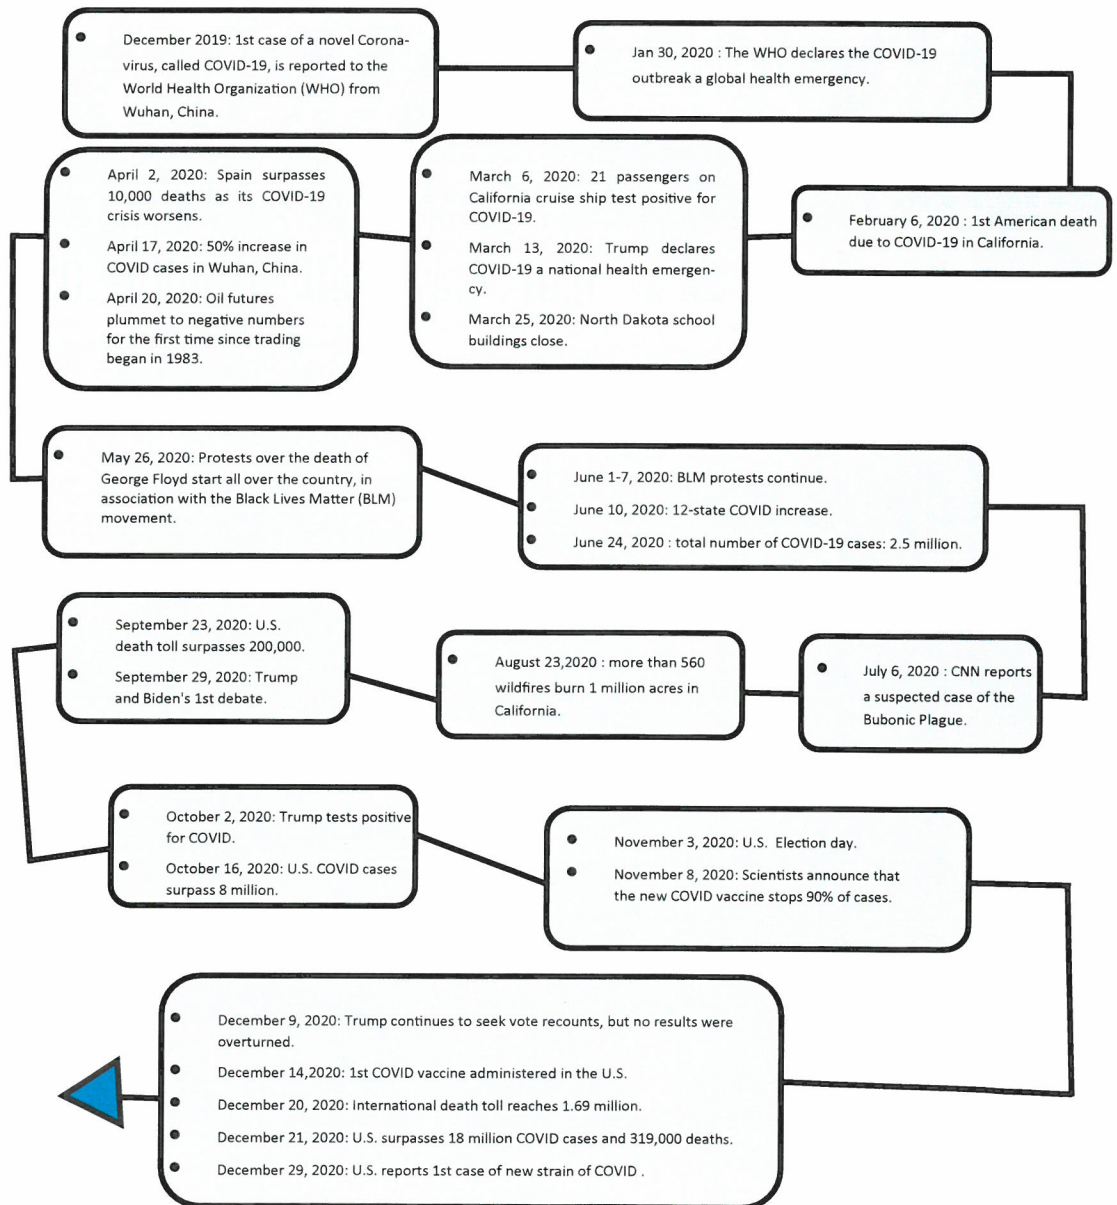 December 2019: 1st case of a novel Corona-
virus, called COVID-19, is reported to the
World Health Organization (WHO) from
Wuhan, China.
Jan 30, 2020 : The WHO declares the COVID-19
outbreak a global health emergency.
February 6, 2020 : 1st American death
due to COVID-19 in California.
March 6, 2020: 21 passengers on
California cruise ship test positive for
COVID-19.
March 13, 2020: Trump declares
COVID-19 a national health emergen-
cy.
March 25, 2020: North Dakota school
buildings close.
April 2, 2020: Spain surpasses
10,000 deaths as its COVID-19
crisis worsens.
April 17, 2020: 50% increase in
COVID cases in Wuhan, China.
April 20, 2020: Oil futures
plummet to negative numbers
for the first time since trading
began in 1983.
May 26, 2020: Protests over the death of
George Floyd start all over the country, in
association with the Black Lives Matter (BLM)
movement.
June 1-7, 2020: BLM protests continue.
June 10, 2020: 12-state COVID increase.
June 24, 2020 : total number of COVID-19 cases: 2.5 million.
July 6, 2020 : CNN reports
a suspected case of the
Bubonic Plague.
August 23,2020 : more than 560
wildfires burn 1 million acres in
California.
September 23, 2020: U.S.
death toll surpasses 200,000.
September 29, 2020: Trump
and Biden's 1st debate.
October 2, 2020: Trump tests positive
for COVID.
October 16, 2020: U.S. COVID cases
surpass 8 million.
November 3, 2020: U.S. Election day.
November 8, 2020: Scientists announce that
the new COVID vaccine stops 90% of cases.
December 9, 2020: Trump continues to seek vote recounts, but no results were
overturned.
December 14,2020: 1st COVID vaccine administered in the U.S.
December 20, 2020: International death toll reaches 1.69 million.
December 21, 2020: U.S. surpasses 18 million COVID cases and 319,000 deaths.
December 29, 2020: U.S. reports 1st case of new strain of COVID .